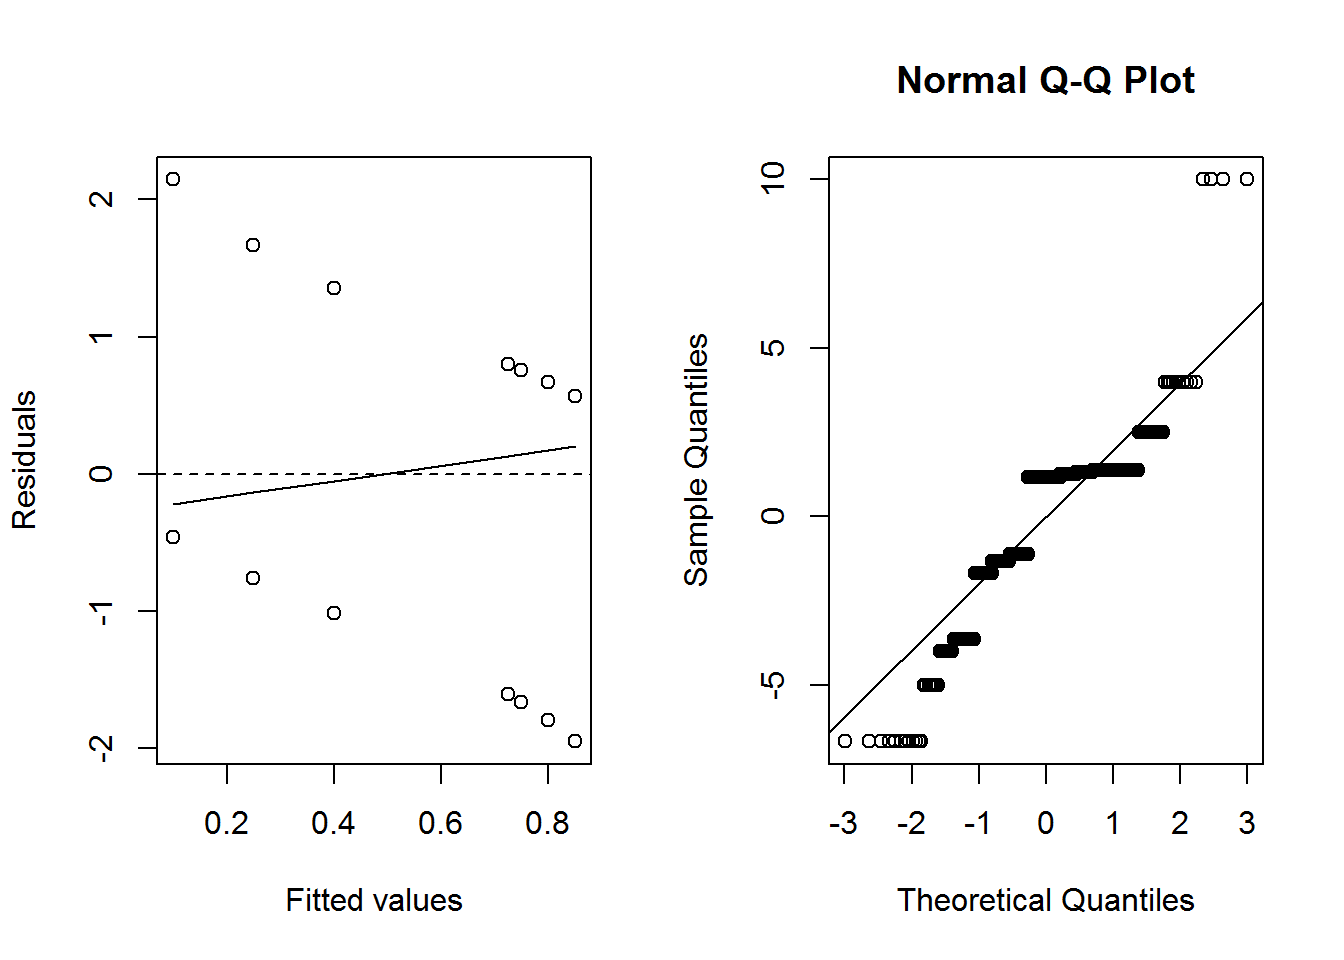 Residuals
2
1
0
-1
-2
0.2 0.4 0.6 0.8
Fitted values
Normal Q-Q Plot
Sample Quantiles
10
5
0
-5
-3 -2 -1 0 1 2 3
Theoretical Quantiles